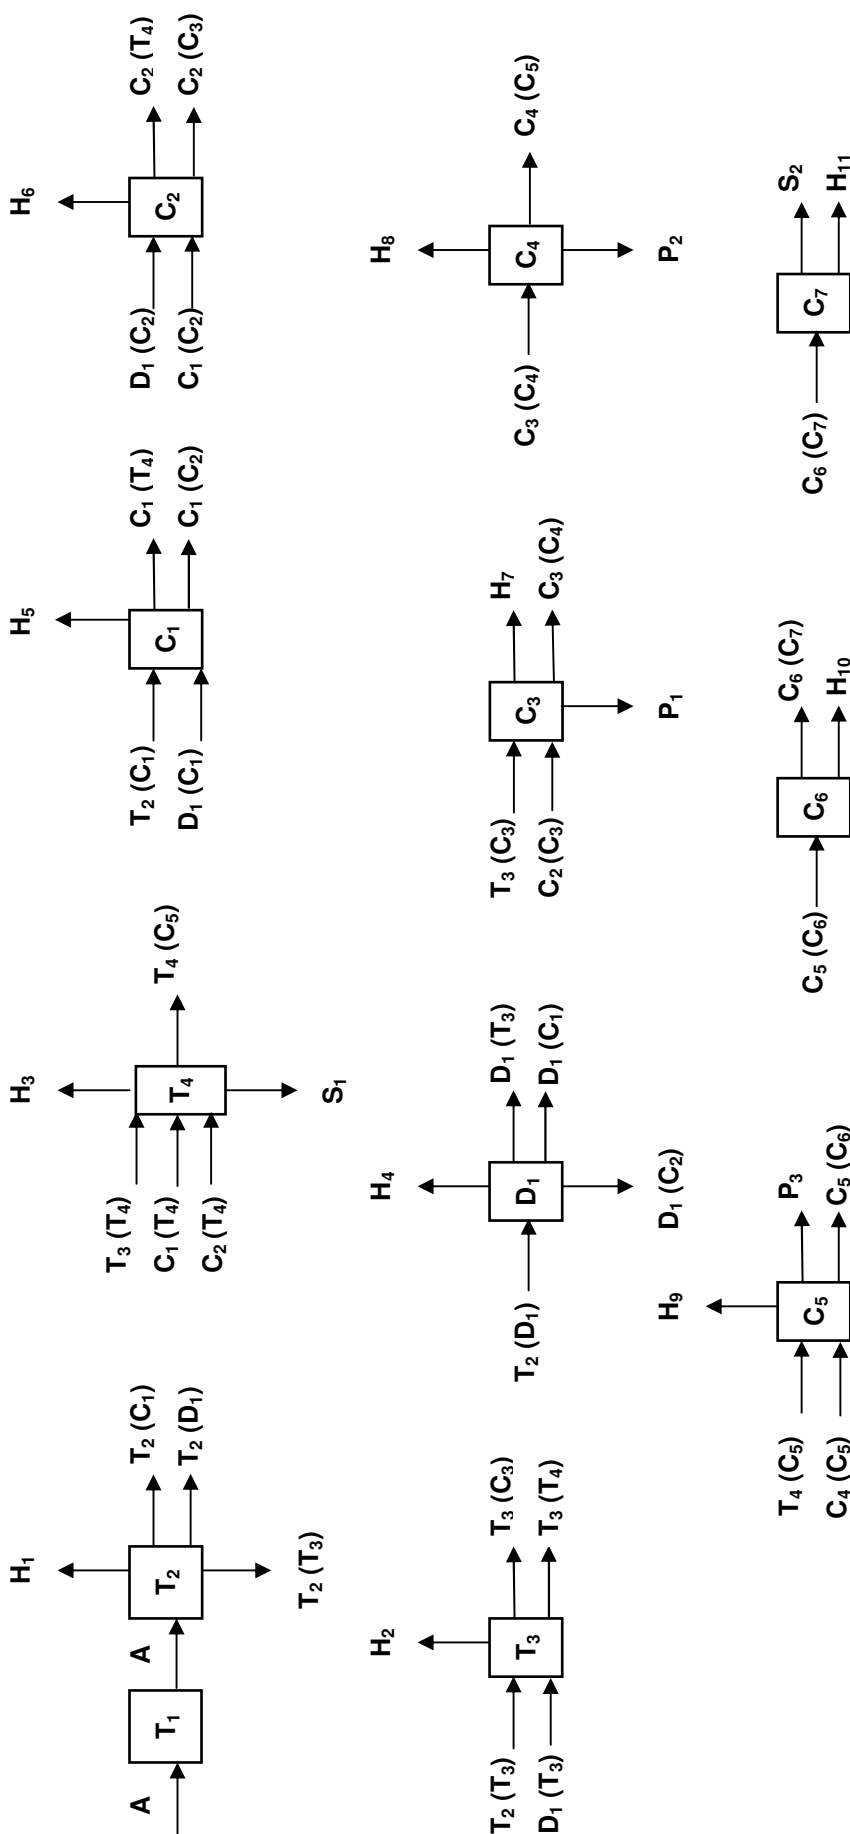 A
T₁
A
T₂
H₁
T₂ (C₁)
T₂ (D₁)
T₂ (T₃)
T₃ (T₄)
C₁ (T₄)
C₂ (T₄)
H₃
T₄
T₄ (C₅)
S₁
T₂ (C₁)
D₁ (C₁)
H₅
C₁
C₁ (T₄)
C₁ (C₂)
D₁ (C₂)
C₁ (C₂)
H₆
C₂
C₂ (T₄)
C₂ (C₃)
T₂ (T₃)
D₁ (T₃)
H₂
T₃
T₃ (C₃)
T₃ (T₄)
T₂ (D₁)
H₄
D₁
D₁ (T₃)
D₁ (C₁)
D₁ (C₂)
T₃ (C₃)
C₂ (C₃)
C₃
H₇
C₃ (C₄)
P₁
C₃ (C₄)
H₈
C₄
C₄ (C₅)
P₂
T₄ (C₅)
C₄ (C₅)
H₉
C₅
P₃
C₅ (C₆)
C₅ (C₆)
C₆
C₆ (C₇)
H₁₀
C₆ (C₇)
C₇
S₂
H₁₁